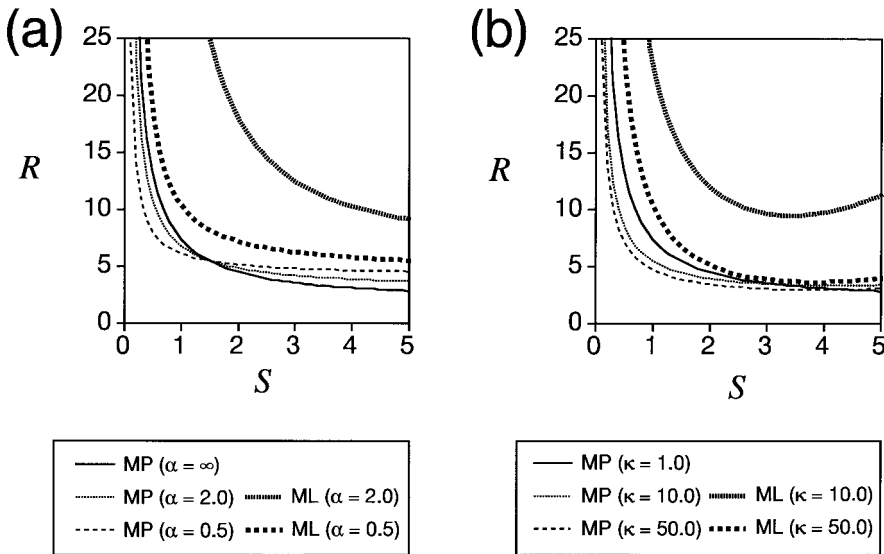 (a)
25
20
15
10
5
0
R
0 1 2 3 4 5
S
MP (α = ∞)
MP (α = 2.0) ML (α = 2.0)
MP (α = 0.5) ML (α = 0.5)
(b)
25
20
15
10
5
0
R
0 1 2 3 4 5
S
MP (κ = 1.0)
MP (κ = 10.0) ML (κ = 10.0)
MP (κ = 50.0) ML (κ = 50.0)